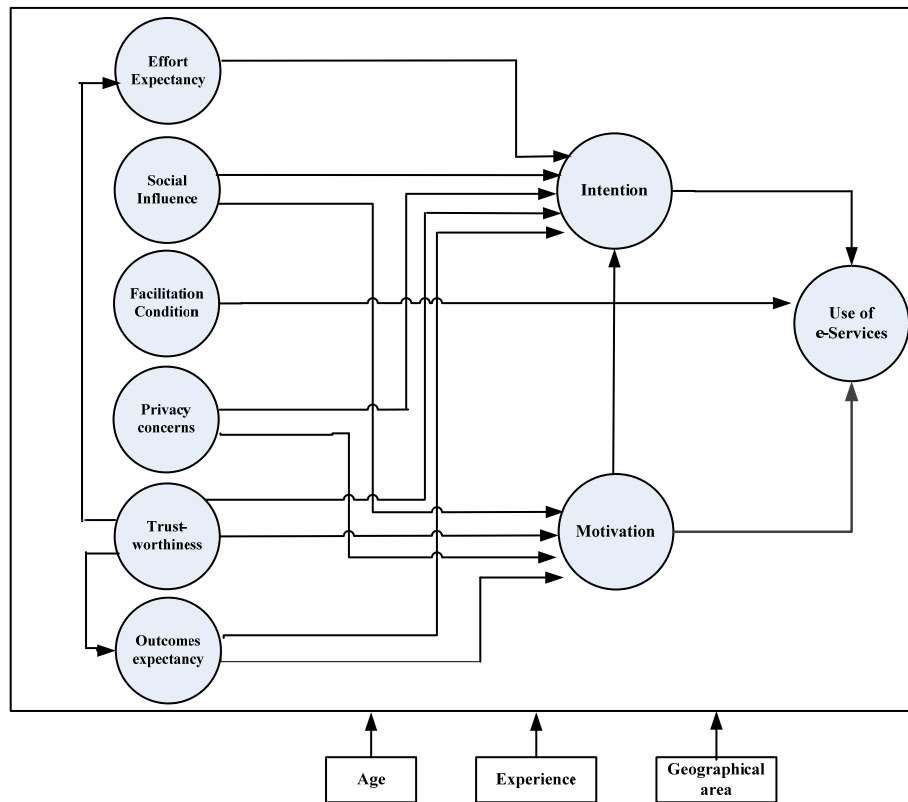 Effort
Expectancy
Social
Influence
Intention
Facilitation
Condition
Use of
e-Services
Privacy
concerns
Trust-
worthiness
Motivation
Outcomes
expectancy
Age
Experience
Geographical
area